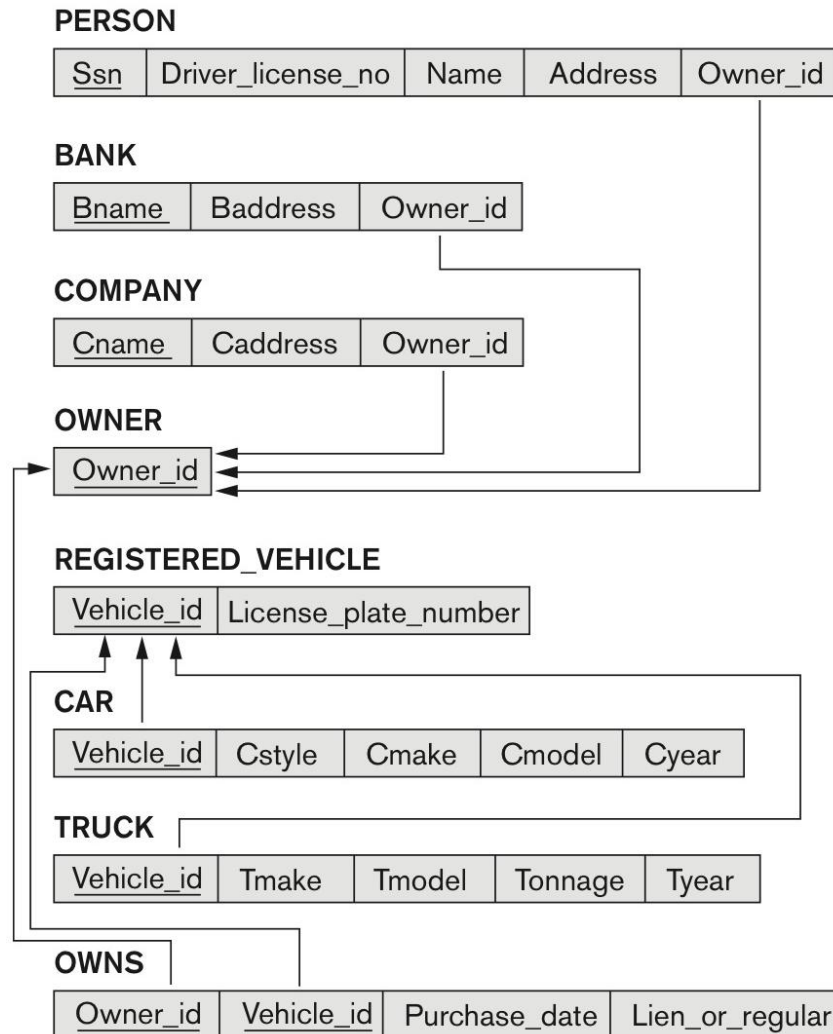 PERSON
Ssn Driver_license_no Name Address Owner_id
BANK
Bname Baddress Owner_id
COMPANY
Cname Caddress Owner_id
OWNER
Owner_id
REGISTERED_VEHICLE
Vehicle_id License_plate_number
CAR
Vehicle_id Cstyle Cmake Cmodel Cyear
TRUCK
Vehicle_id Tmake Tmodel Tonnage Tyear
OWNS
Owner_id Vehicle_id Purchase_date Lien_or_regular